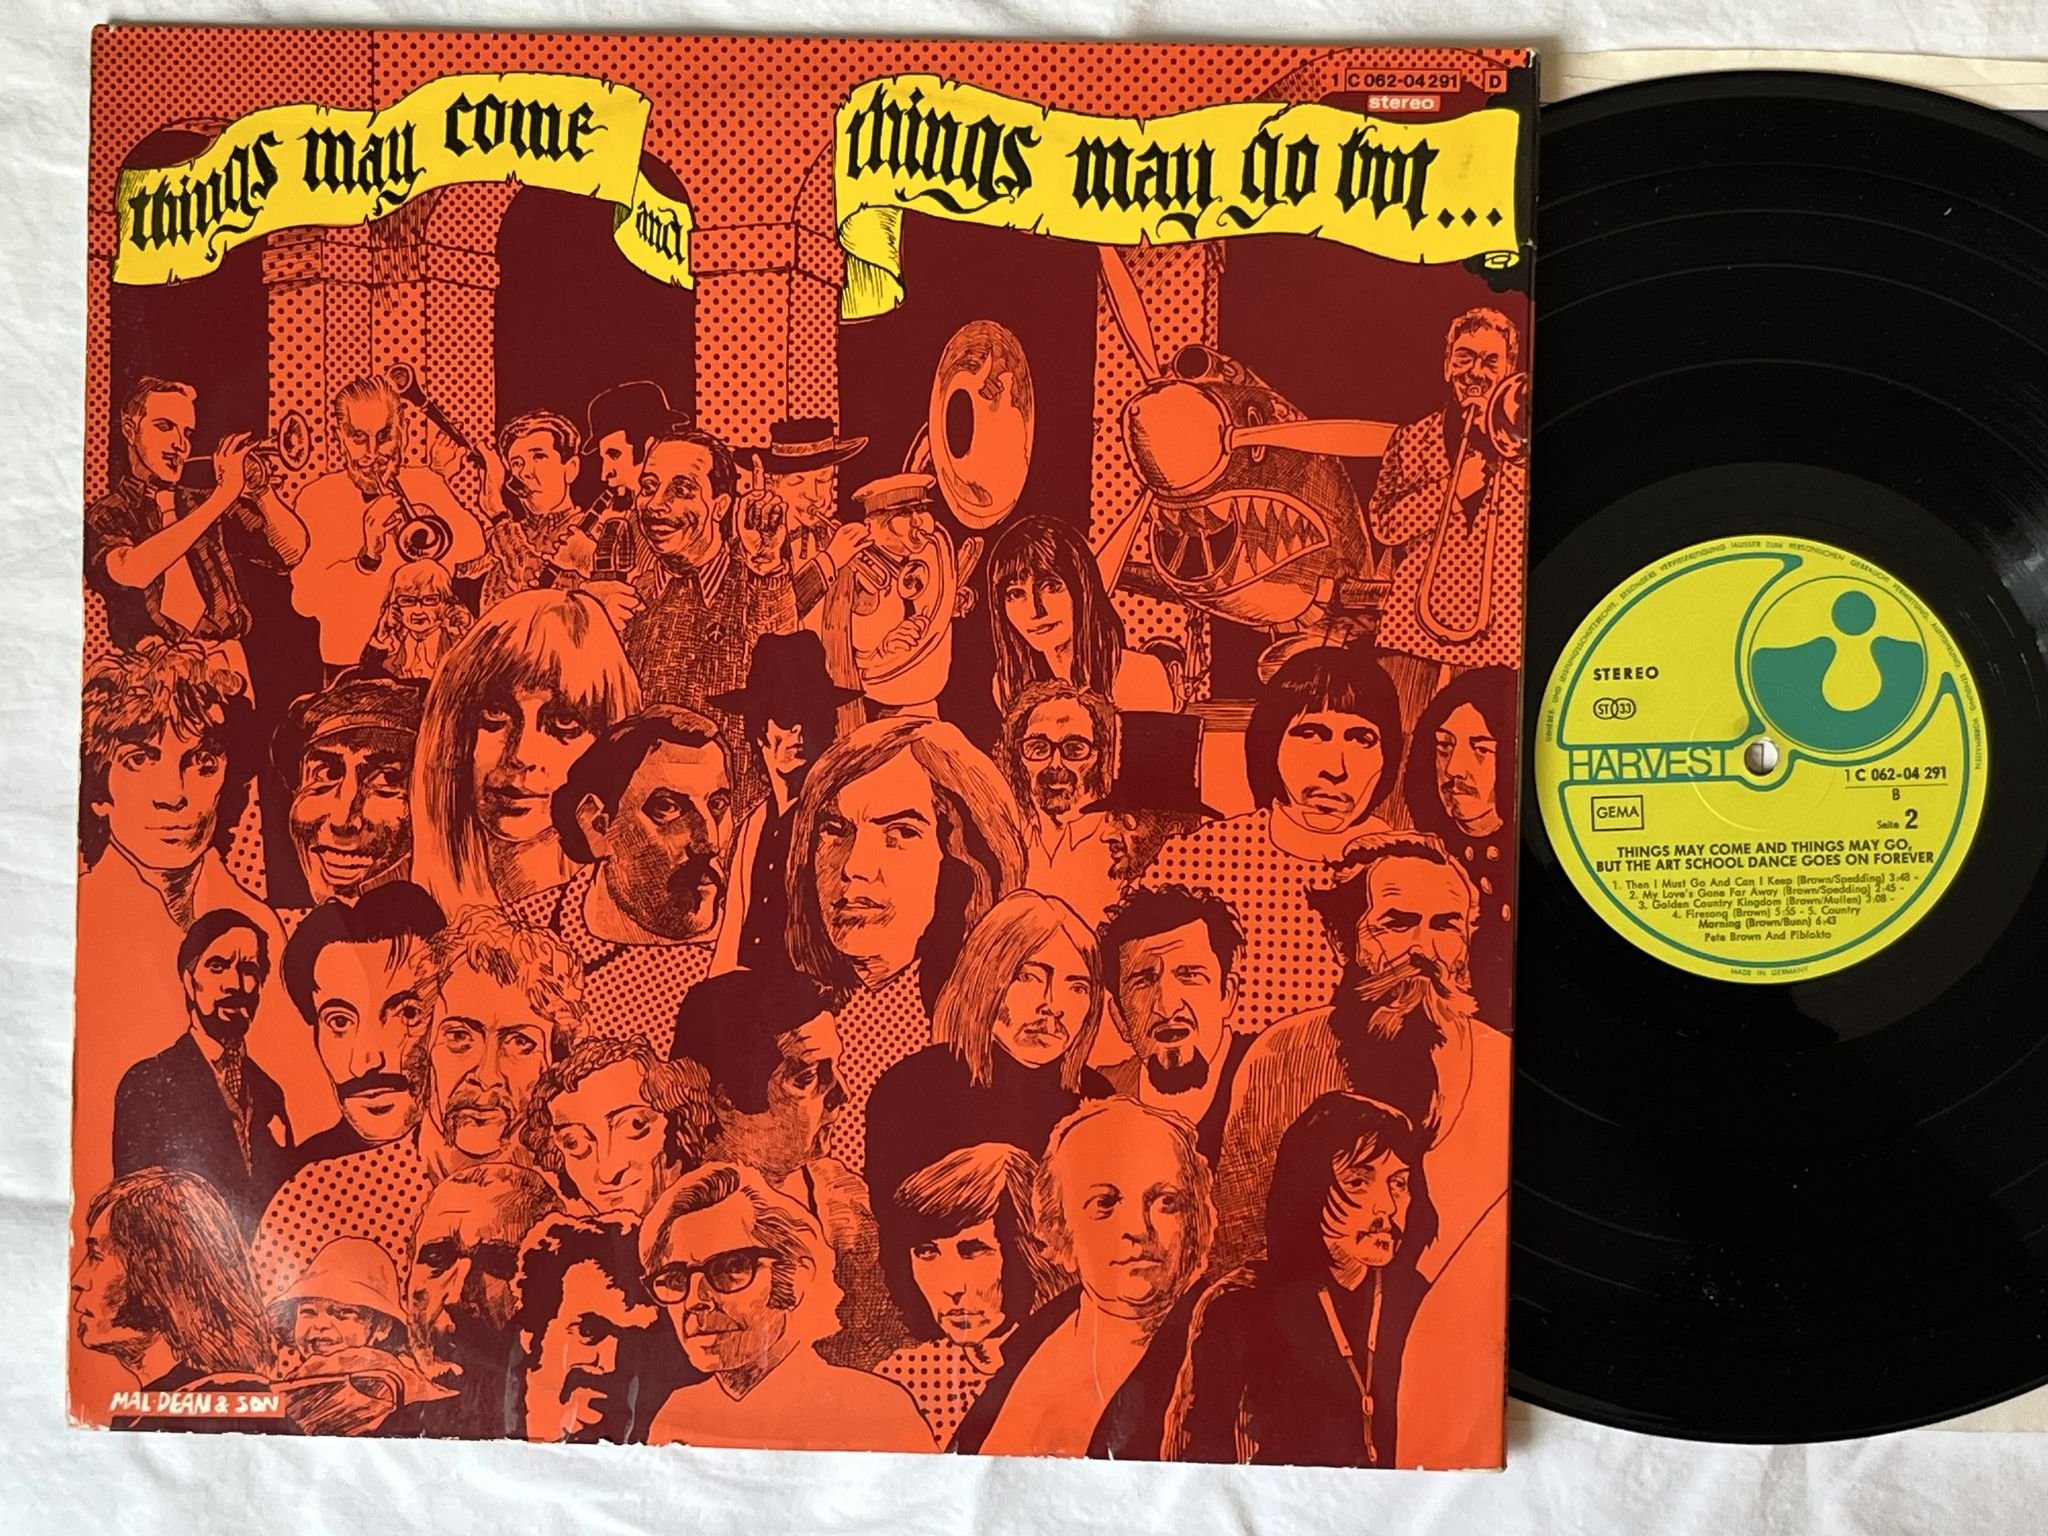 1 C 062-04 291 D
stereo
things may come
and
things may go but...
MAL·DEAN & SON
STEREO
ST 33
HARVEST
1 C 062-04 291
B
GEMA
Seite 2
THINGS MAY COME AND THINGS MAY GO,
BUT THE ART SCHOOL DANCE GOES ON FOREVER
1. Then I Must Go And Can I Keep (Brown/Spedding) 3:48 -
2. My Love's Gone Far Away (Brown/Spedding) 2:45 -
3. Golden Country Kingdom (Brown/Mullen) 3:08 -
4. Firesong (Brown) 5:55 - 5. Country
Morning (Brown/Bunn) 6:43
Pete Brown And Piblokto
MADE IN GERMANY